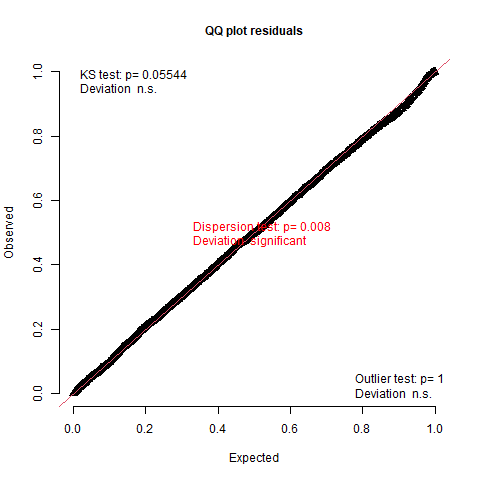 QQ plot residuals
KS test: p= 0.05544
Deviation n.s.
Dispersion test: p= 0.008
Deviation significant
Outlier test: p= 1
Deviation n.s.
Observed
0.0 0.2 0.4 0.6 0.8 1.0
0.0 0.2 0.4 0.6 0.8 1.0
Expected